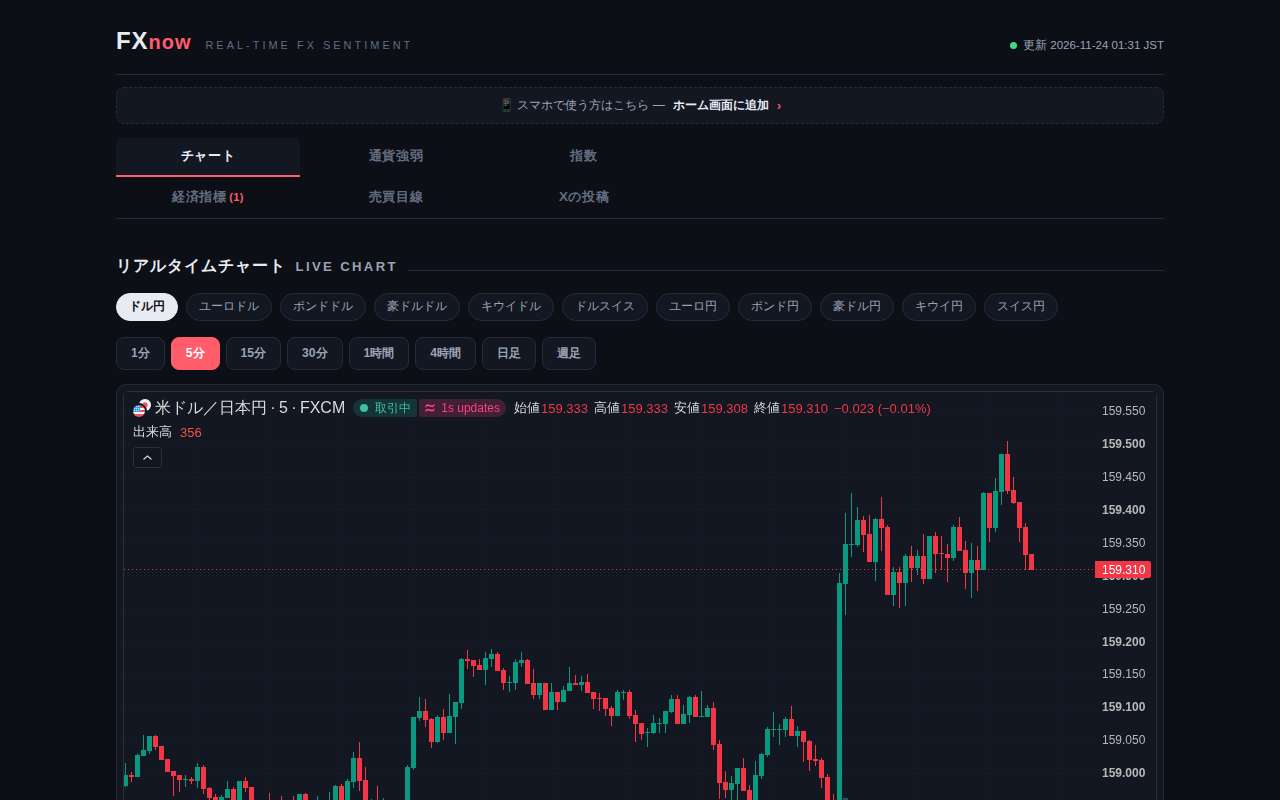 FXnow REAL-TIME FX SENTIMENT
更新 2026-11-24 01:31 JST
スマホで使う方はこちら — ホーム画面に追加 ›
チャート 通貨強弱 指数
経済指標 (1) 売買目線 Xの投稿
リアルタイムチャート LIVE CHART
ドル円 ユーロドル ポンドドル 豪ドルドル キウイドル ドルスイス ユーロ円 ポンド円 豪ドル円 キウイ円 スイス円
1分 5分 15分 30分 1時間 4時間 日足 週足
米ドル／日本円 · 5 · FXCM 取引中 1s updates 始値159.333 高値159.333 安値159.308 終値159.310 −0.023 (−0.01%)
出来高 356
159.550
159.500
159.450
159.400
159.350
159.310
159.250
159.200
159.150
159.100
159.050
159.000